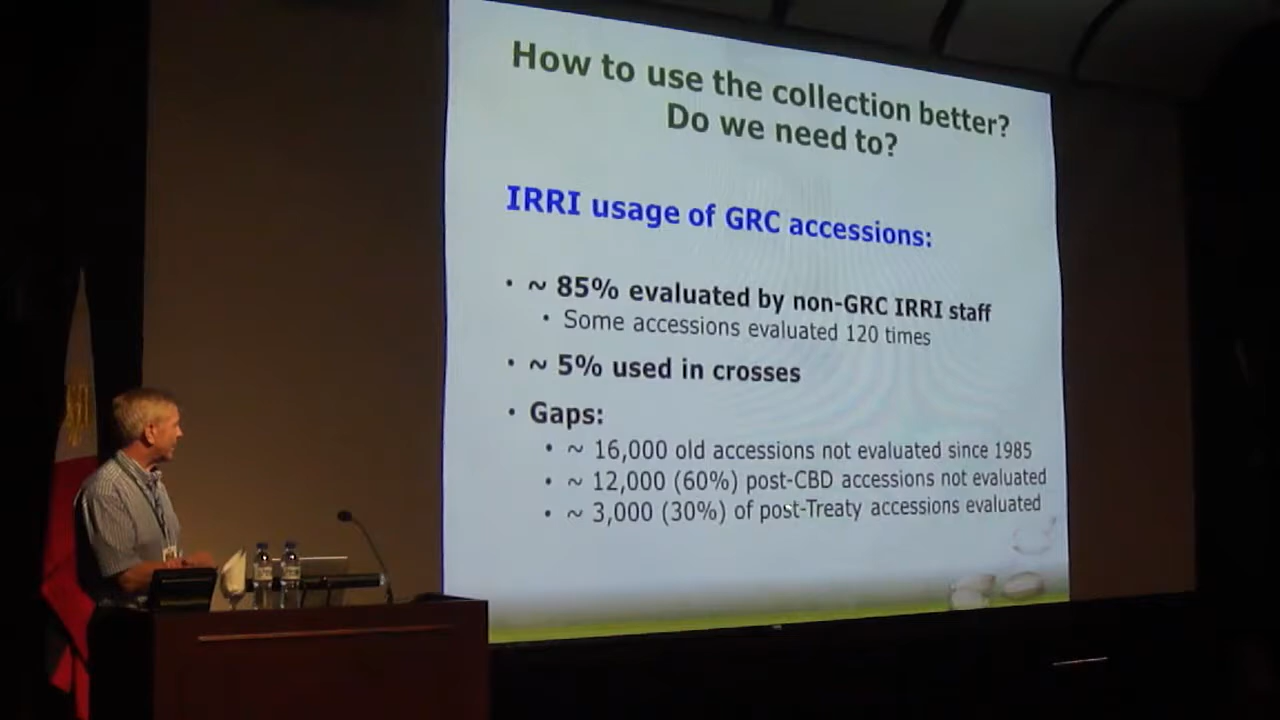 How to use the collection better?
Do we need to?
IRRI usage of GRC accessions:
• ~ 85% evaluated by non-GRC IRRI staff
• Some accessions evaluated 120 times
• ~ 5% used in crosses
• Gaps:
• ~ 16,000 old accessions not evaluated since 1985
• ~ 12,000 (60%) post-CBD accessions not evaluated
• ~ 3,000 (30%) of post-Treaty accessions evaluated